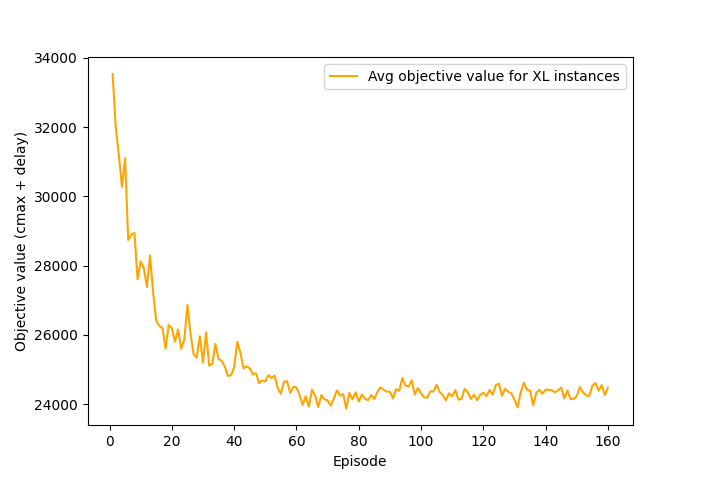 34000
32000
30000
28000
26000
24000
Objective value (cmax + delay)
Avg objective value for XL instances
0 20 40 60 80 100 120 140 160
Episode